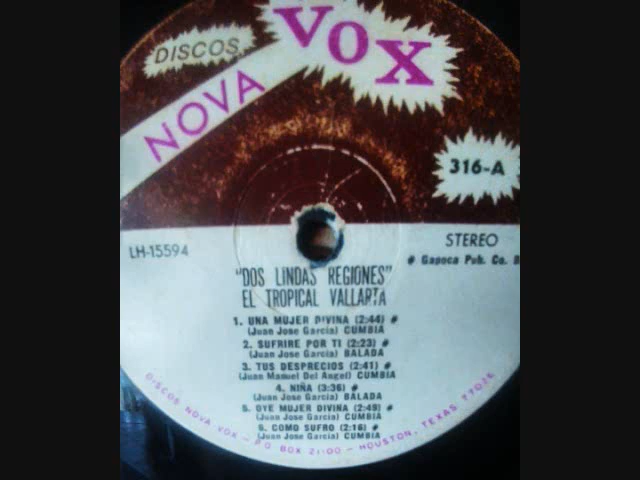 DISCOS
NOVA
VOX
316-A
LH-15594
STEREO
# Gapoca Pub. Co. B
"DOS LINDAS REGIONES"
EL TROPICAL VALLARTA
1. UNA MUJER DIVINA (2:44) #
(Juan Jose Garcia) CUMBIA
2. SUFRIRE POR TI (2:23) #
(Juan Jose Garcia) BALADA
3. TUS DESPRECIOS (2:41) #
(Juan Manuel Del Angel) CUMBIA
4. NIÑA (3:36) #
(Juan Jose Garcia) BALADA
5. OYE MUJER DIVINA (2:49) #
(Juan Jose Garcia) CUMBIA
6. COMO SUFRO (2:16) #
(Juan Jose Garcia) CUMBIA
DISCOS NOVA VOX - P.O. BOX 21100 - HOUSTON, TEXAS 77026